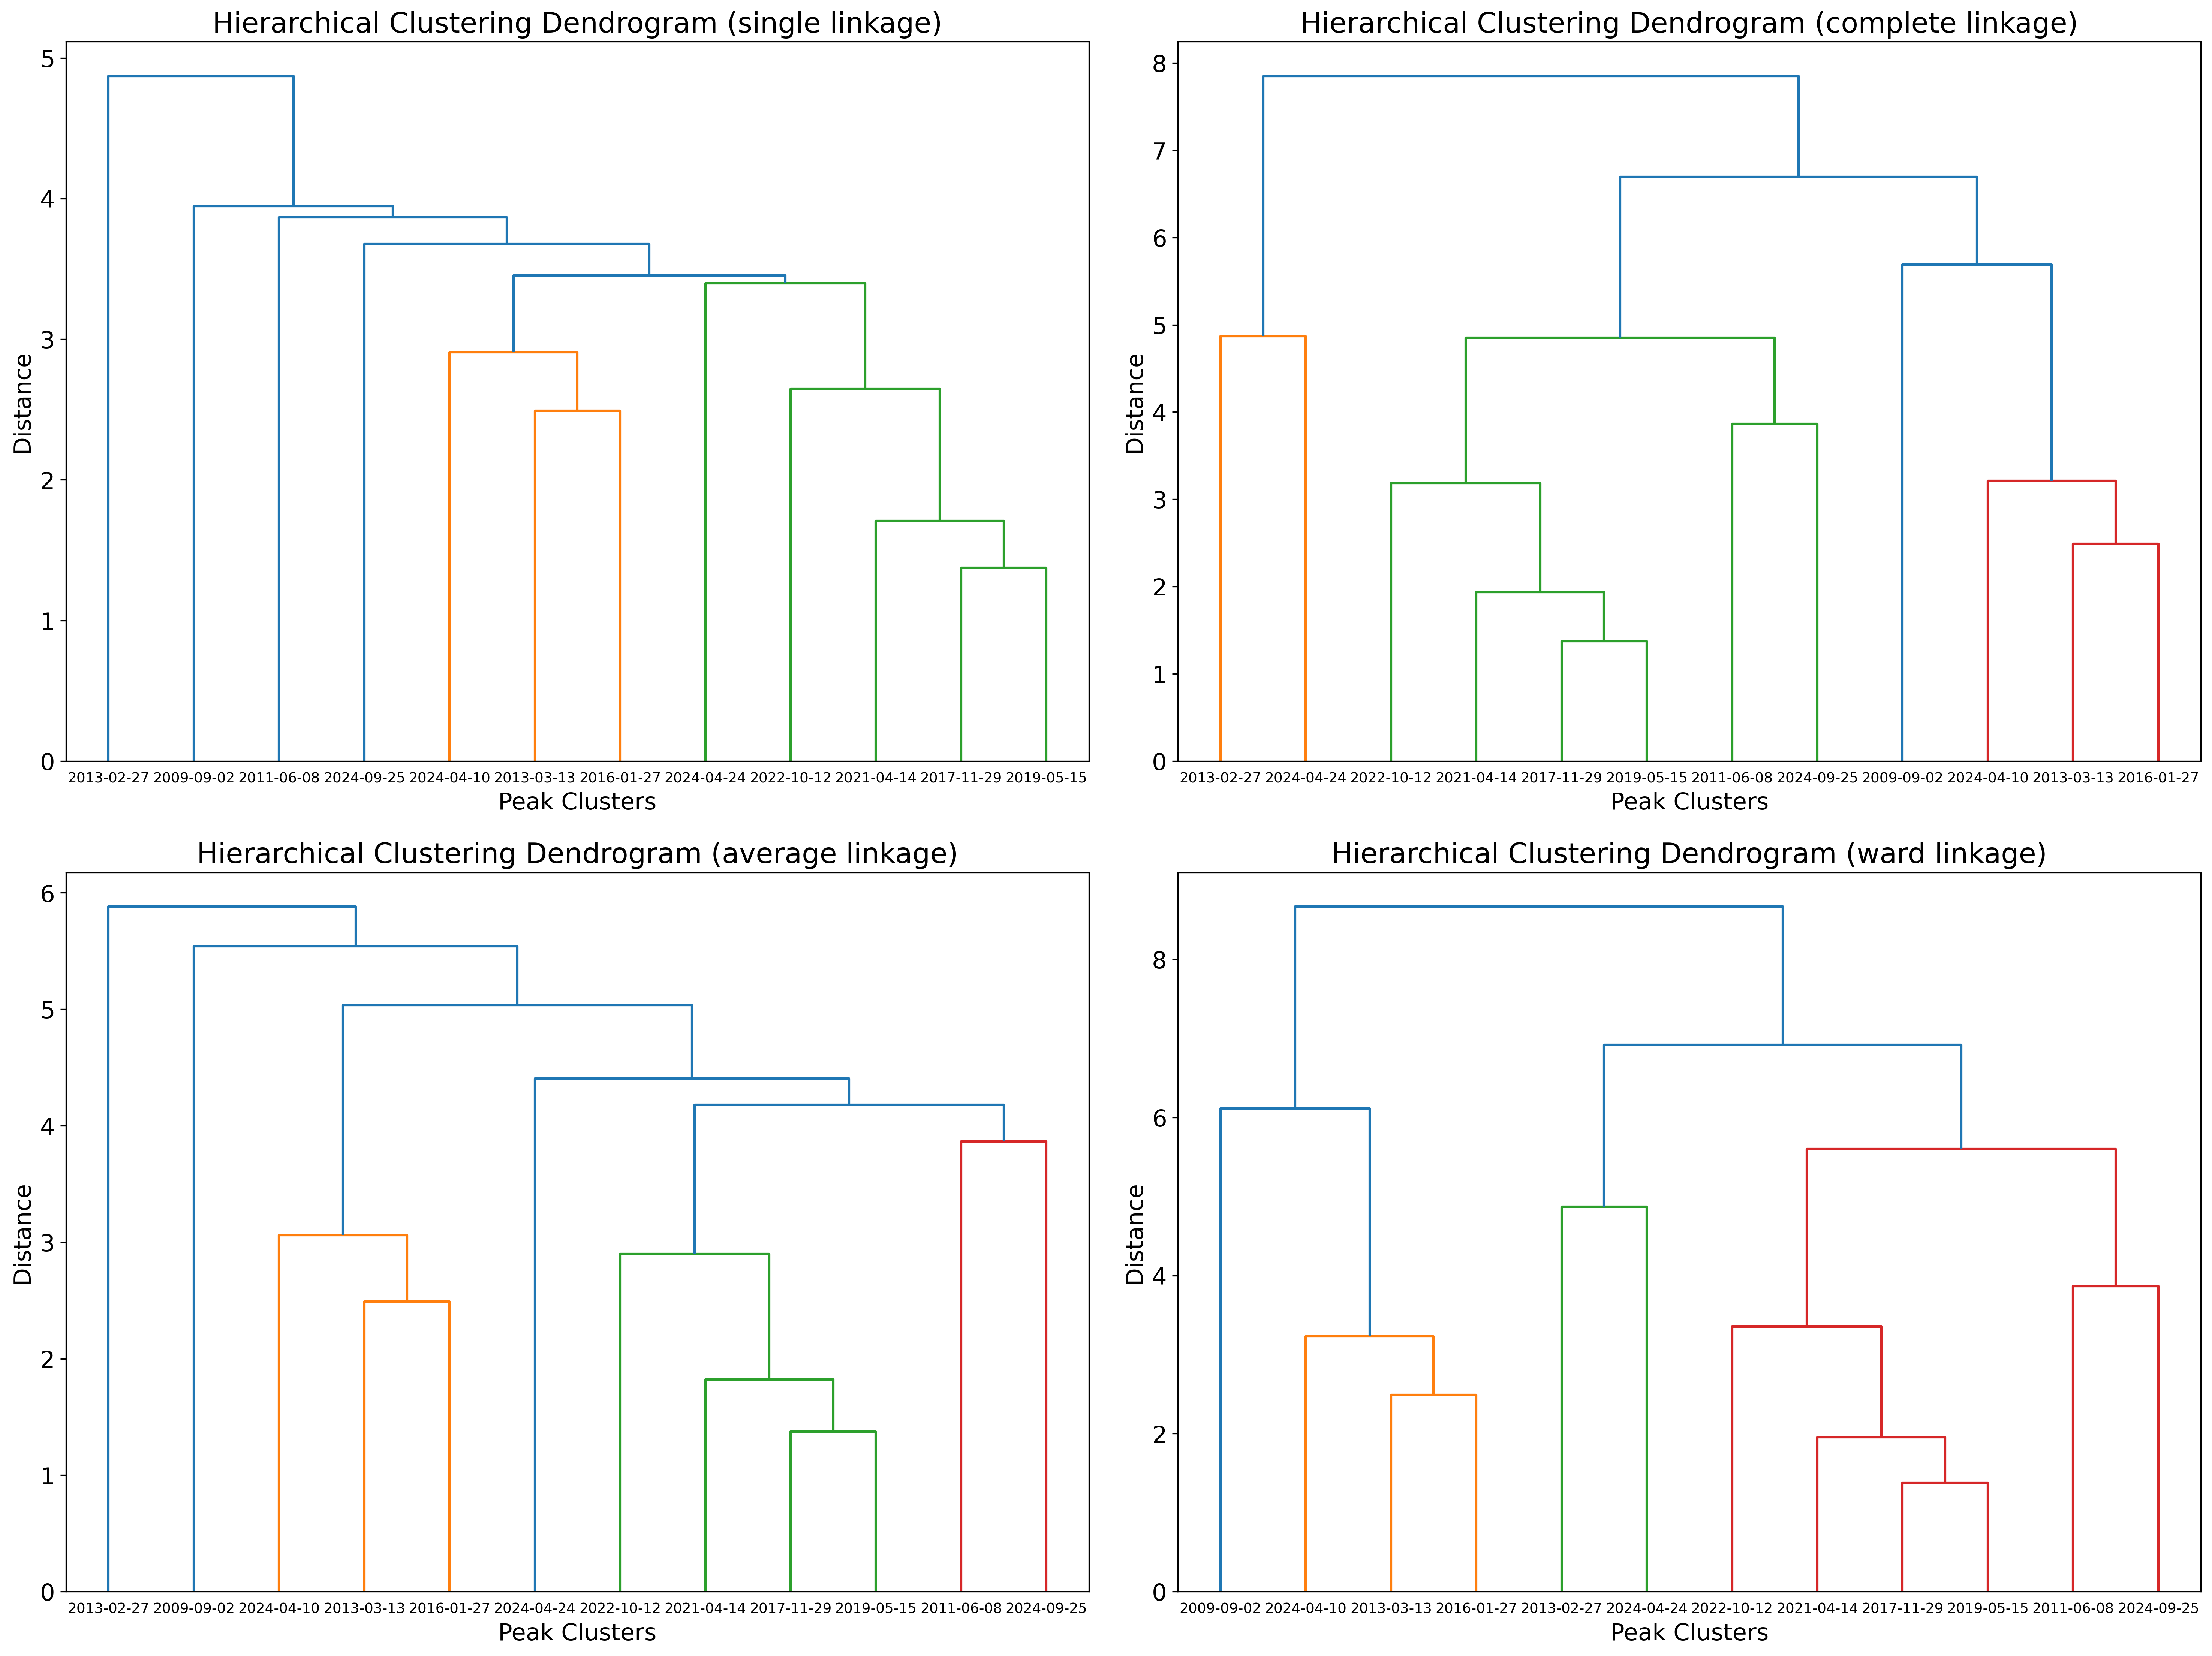 Hierarchical Clustering Dendrogram (single linkage)
5
4
3
2
1
0
Distance
2013-02-27 2009-09-02 2011-06-08 2024-09-25 2024-04-10 2013-03-13 2016-01-27 2024-04-24 2022-10-12 2021-04-14 2017-11-29 2019-05-15
Peak Clusters
Hierarchical Clustering Dendrogram (complete linkage)
8
7
6
5
4
3
2
1
0
Distance
2013-02-27 2024-04-24 2022-10-12 2021-04-14 2017-11-29 2019-05-15 2011-06-08 2024-09-25 2009-09-02 2024-04-10 2013-03-13 2016-01-27
Peak Clusters
Hierarchical Clustering Dendrogram (average linkage)
6
5
4
3
2
1
0
Distance
2013-02-27 2009-09-02 2024-04-10 2013-03-13 2016-01-27 2024-04-24 2022-10-12 2021-04-14 2017-11-29 2019-05-15 2011-06-08 2024-09-25
Peak Clusters
Hierarchical Clustering Dendrogram (ward linkage)
8
6
4
2
0
Distance
2009-09-02 2024-04-10 2013-03-13 2016-01-27 2013-02-27 2024-04-24 2022-10-12 2021-04-14 2017-11-29 2019-05-15 2011-06-08 2024-09-25
Peak Clusters